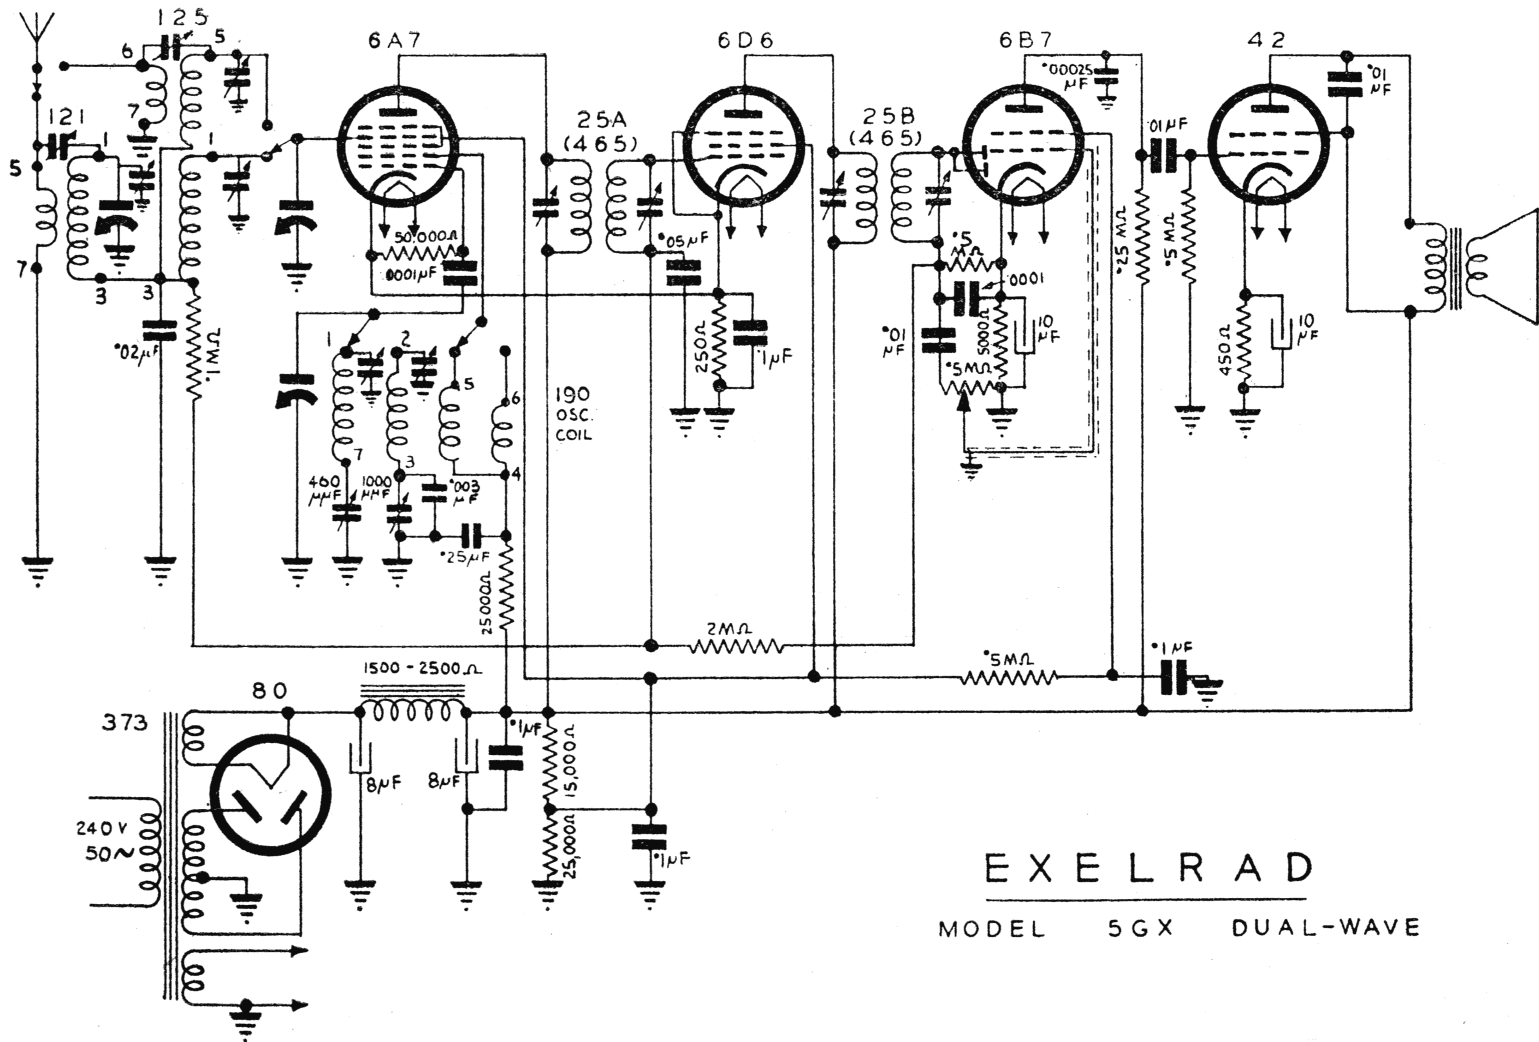 125
6
5
6A7
6D6
6B7
42
.00025
µF
.01
µF
121
1
7
1
5
25A
(465)
25B
(465)
.01µF
50,000Ω
.0001µF
.05µF
.5
MΩ
.0001
.25MΩ
.5MΩ
7
3
3
.02µF
.1MΩ
1
2
5
6
190
OSC.
COIL
250Ω
.1µF
.01
µF
5000Ω
10
µF
.5MΩ
450Ω
10
µF
7
3
4
460
µµF
1000
µµF
.003
µF
.25µF
25000Ω
2MΩ
.5MΩ
.1µF
1500-2500Ω
80
373
.1µF
15,000Ω
8µF
8µF
25,000Ω
.1µF
240V
50~
EXELRAD
MODEL 5GX DUAL-WAVE